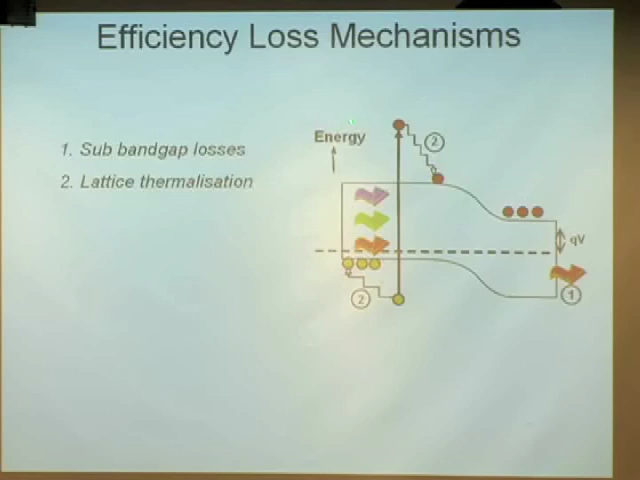 Efficiency Loss Mechanisms
1. Sub bandgap losses
2. Lattice thermalisation
Energy
2
qV
2
1